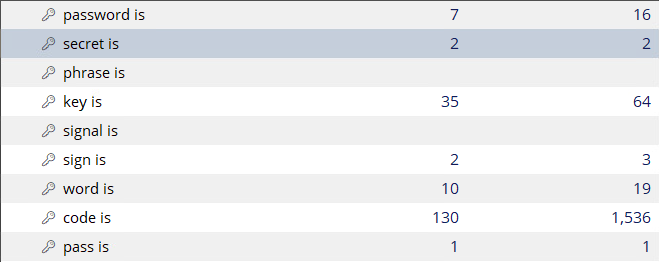 password is 7 16
secret is 2 2
phrase is
key is 35 64
signal is
sign is 2 3
word is 10 19
code is 130 1,536
pass is 1 1